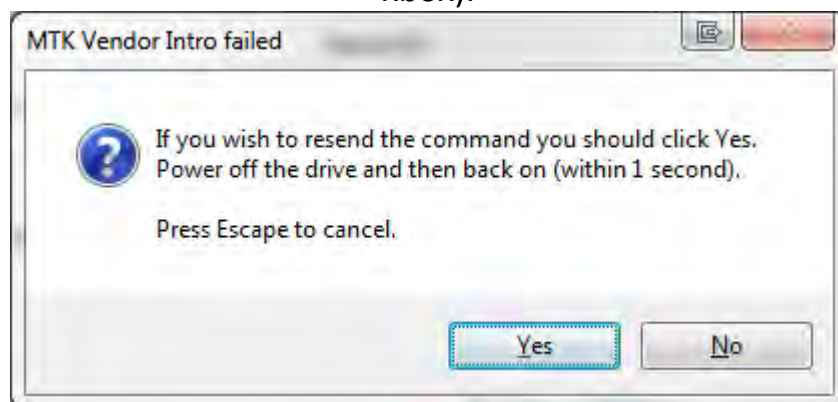 MTK Vendor Intro failed
If you wish to resend the command you should click Yes.
Power off the drive and then back on (within 1 second).
Press Escape to cancel.
Yes
No